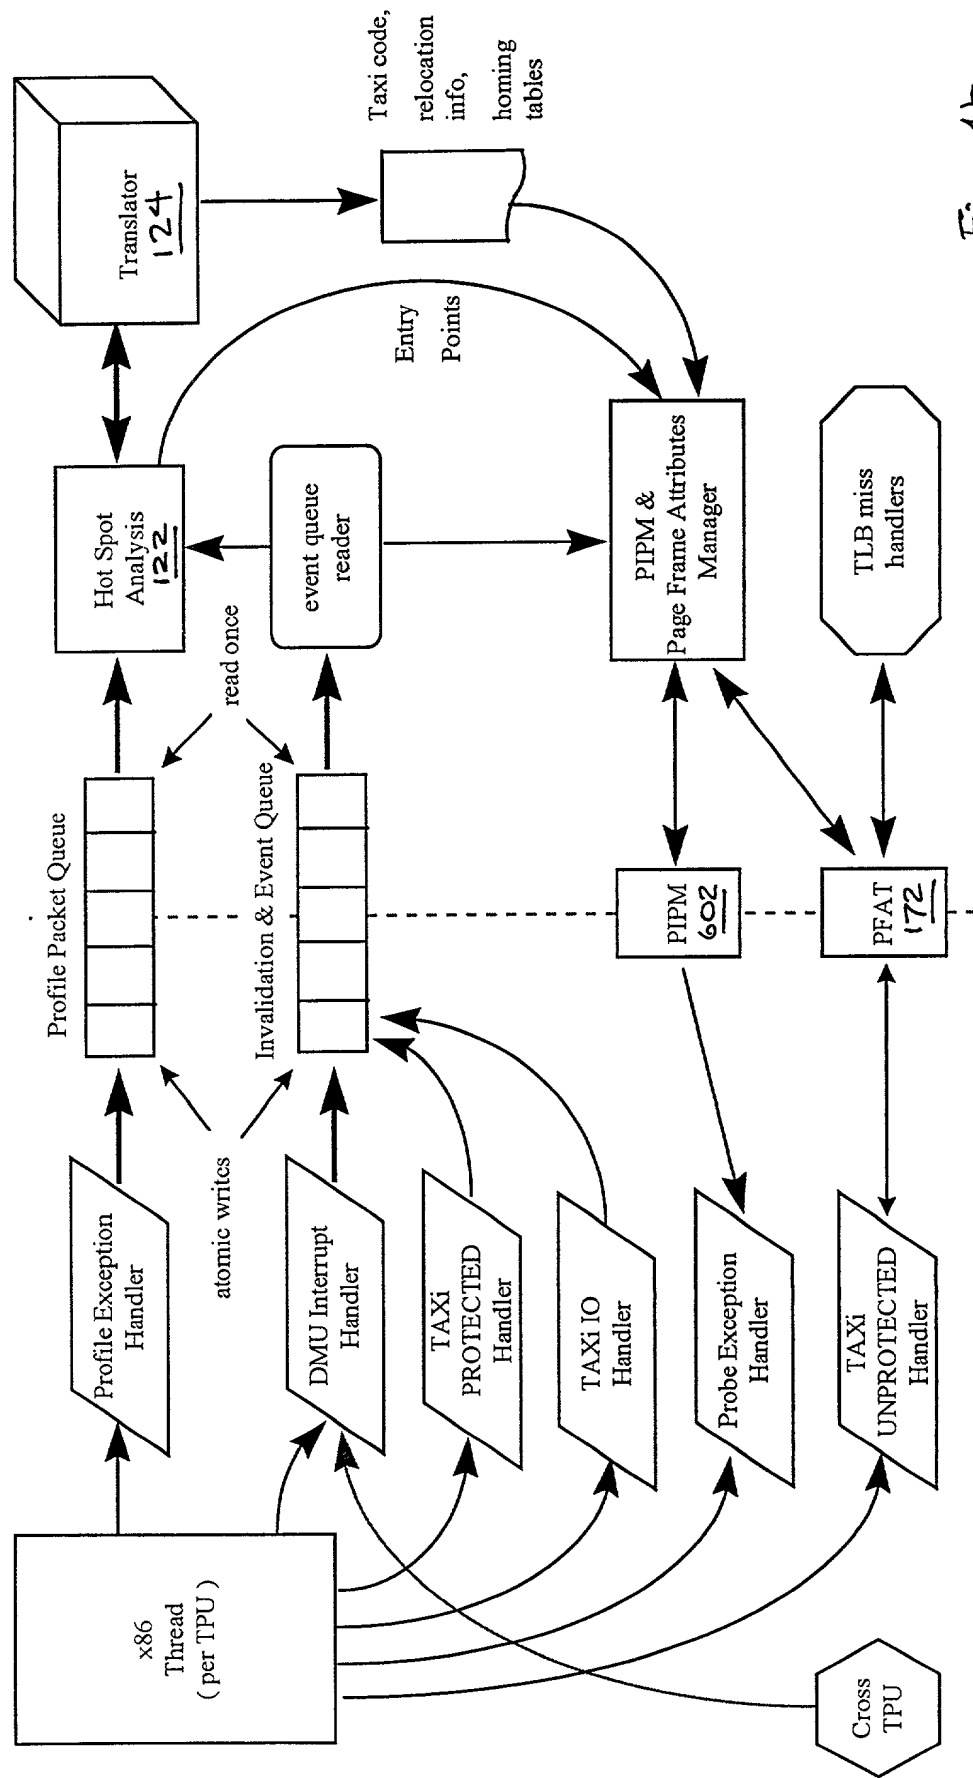 x86
Thread
( per TPU )
Cross
TPU
Profile Exception
Handler
DMU Interrupt
Handler
TAXi
PROTECTED
Handler
TAXi IO
Handler
Probe Exception
Handler
TAXi
UNPROTECTED
Handler
atomic writes
Profile Packet Queue
Invalidation & Event Queue
read once
PIPM
602
PFAT
172
Hot Spot
Analysis
122
event queue
reader
PIPM &
Page Frame Attributes
Manager
TLB miss
handlers
Entry
Points
Translator
124
Taxi code,
relocation
info,
homing
tables